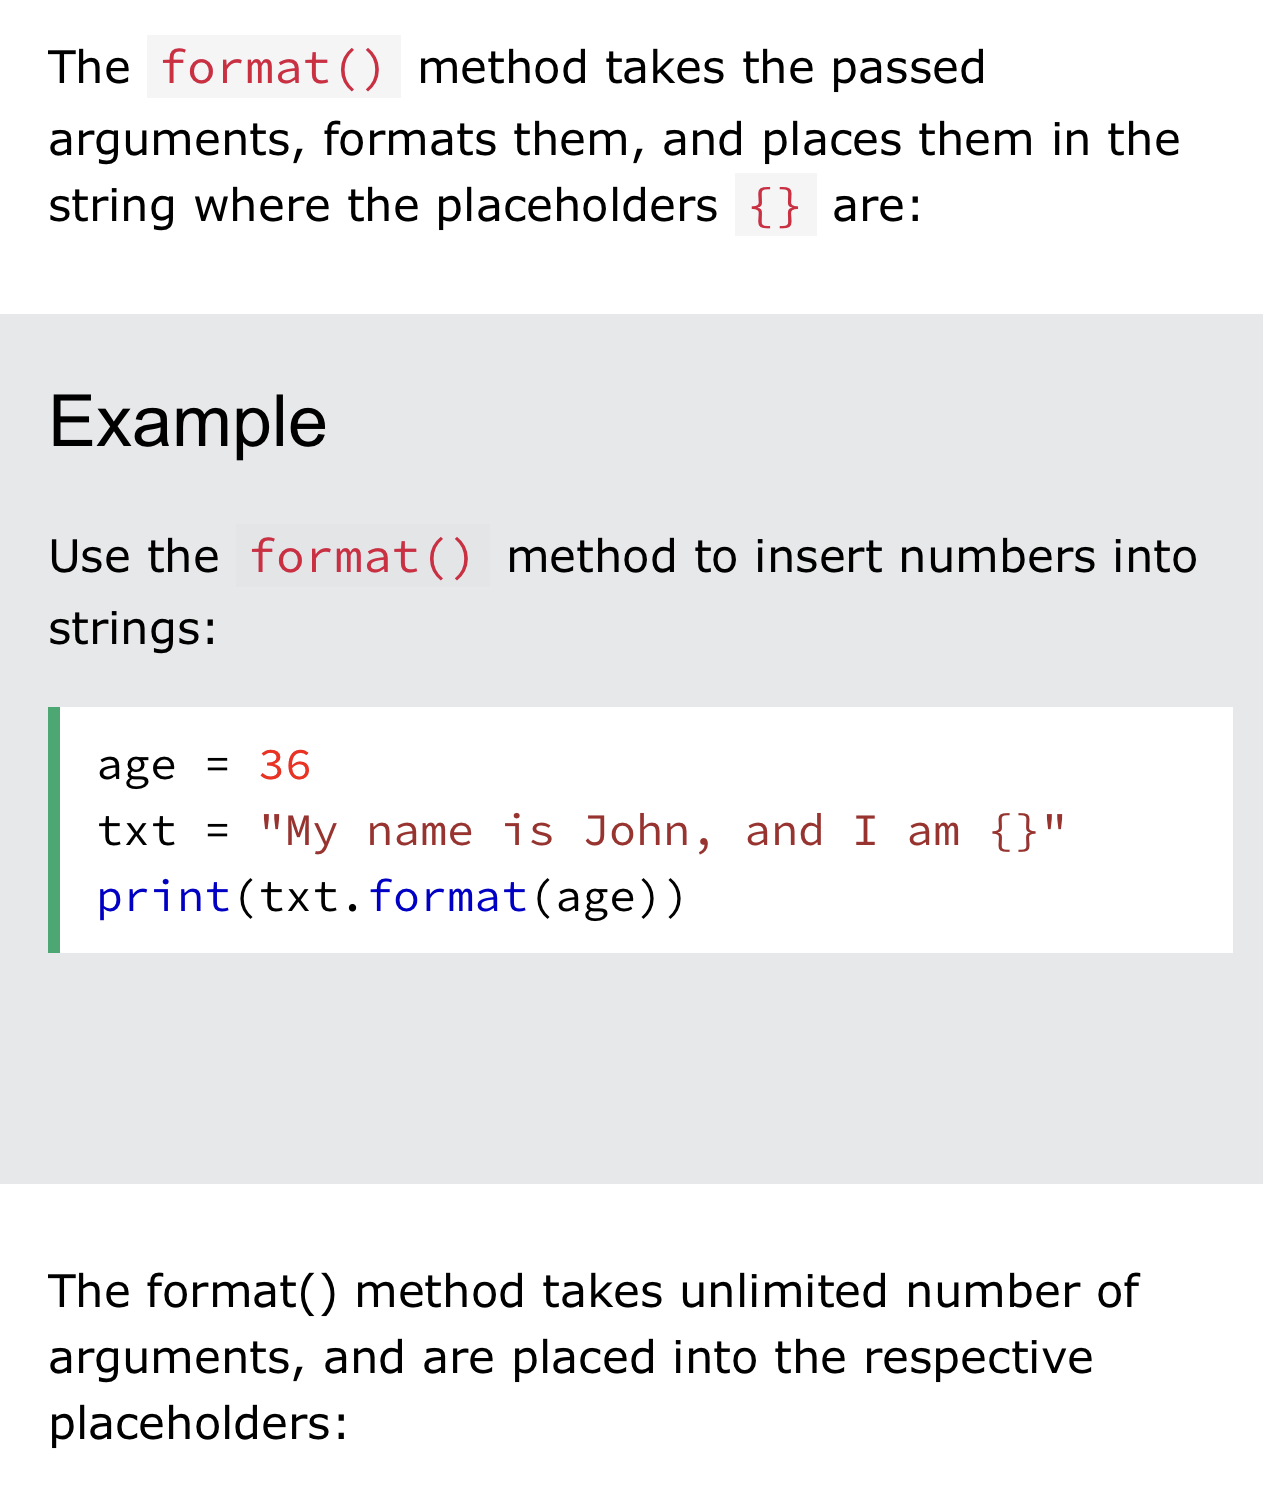 The format() method takes the passed
arguments, formats them, and places them in the
string where the placeholders {} are:
Example
Use the format() method to insert numbers into
strings:
age = 36
txt = "My name is John, and I am {}"
print(txt.format(age))
The format() method takes unlimited number of
arguments, and are placed into the respective
placeholders: